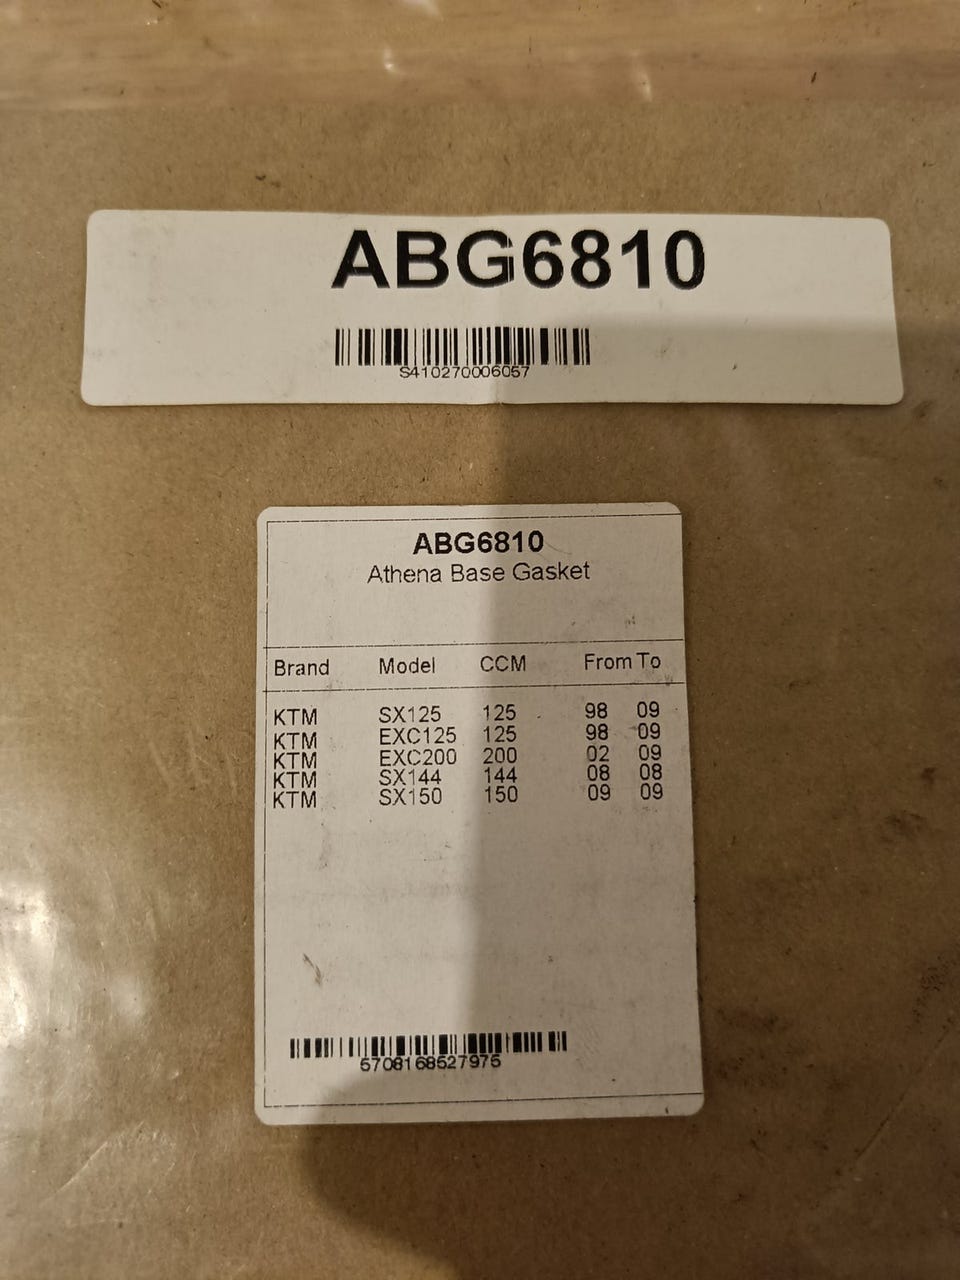 ABG6810
S410270006057
ABG6810
Athena Base Gasket
Brand Model CCM From To
KTM SX125 125 98 09
KTM EXC125 125 98 09
KTM EXC200 200 02 09
KTM SX144 144 08 08
KTM SX150 150 09 09
5708168527975